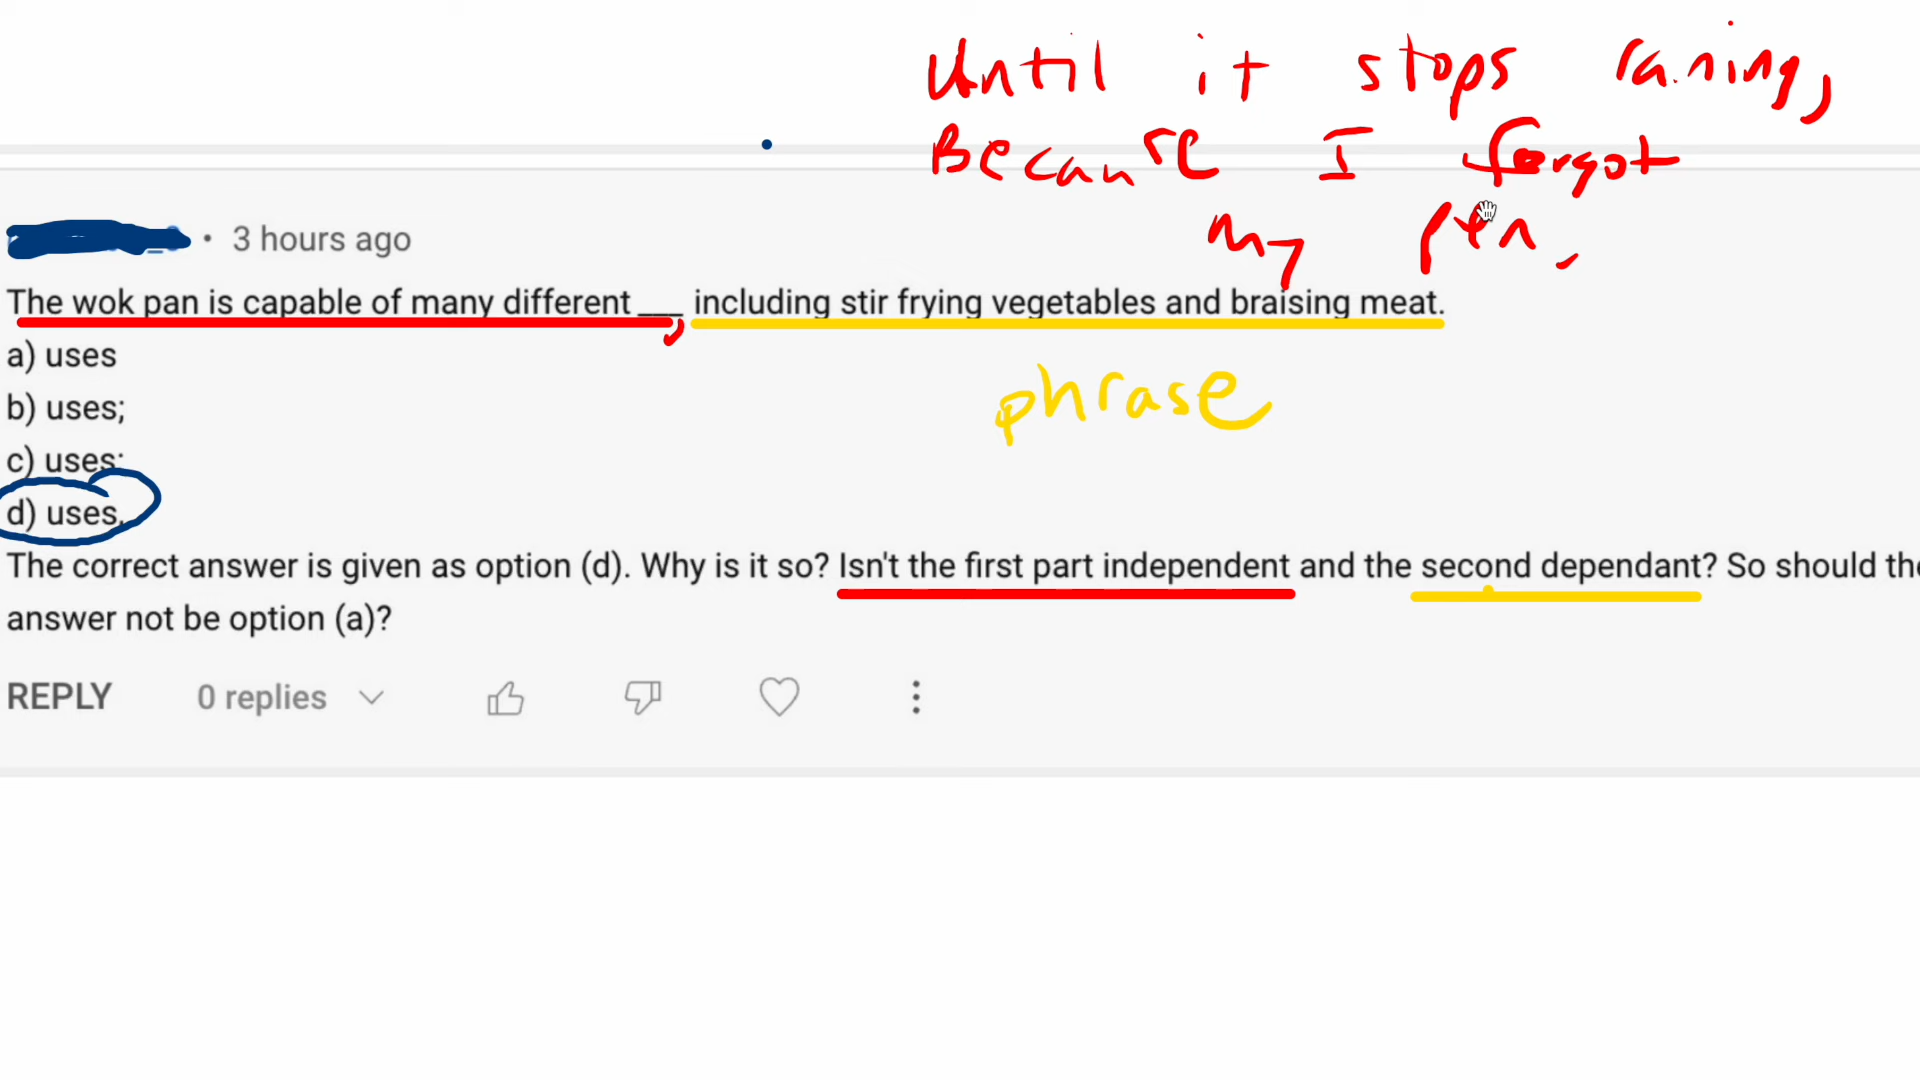 Until it stops raining,
Because I forgot
my pen,
• 3 hours ago
The wok pan is capable of many different ___, including stir frying vegetables and braising meat.
a) uses
b) uses;
c) uses:
d) uses,
phrase
The correct answer is given as option (d). Why is it so? Isn't the first part independent and the second dependant? So should the
answer not be option (a)?
REPLY 0 replies